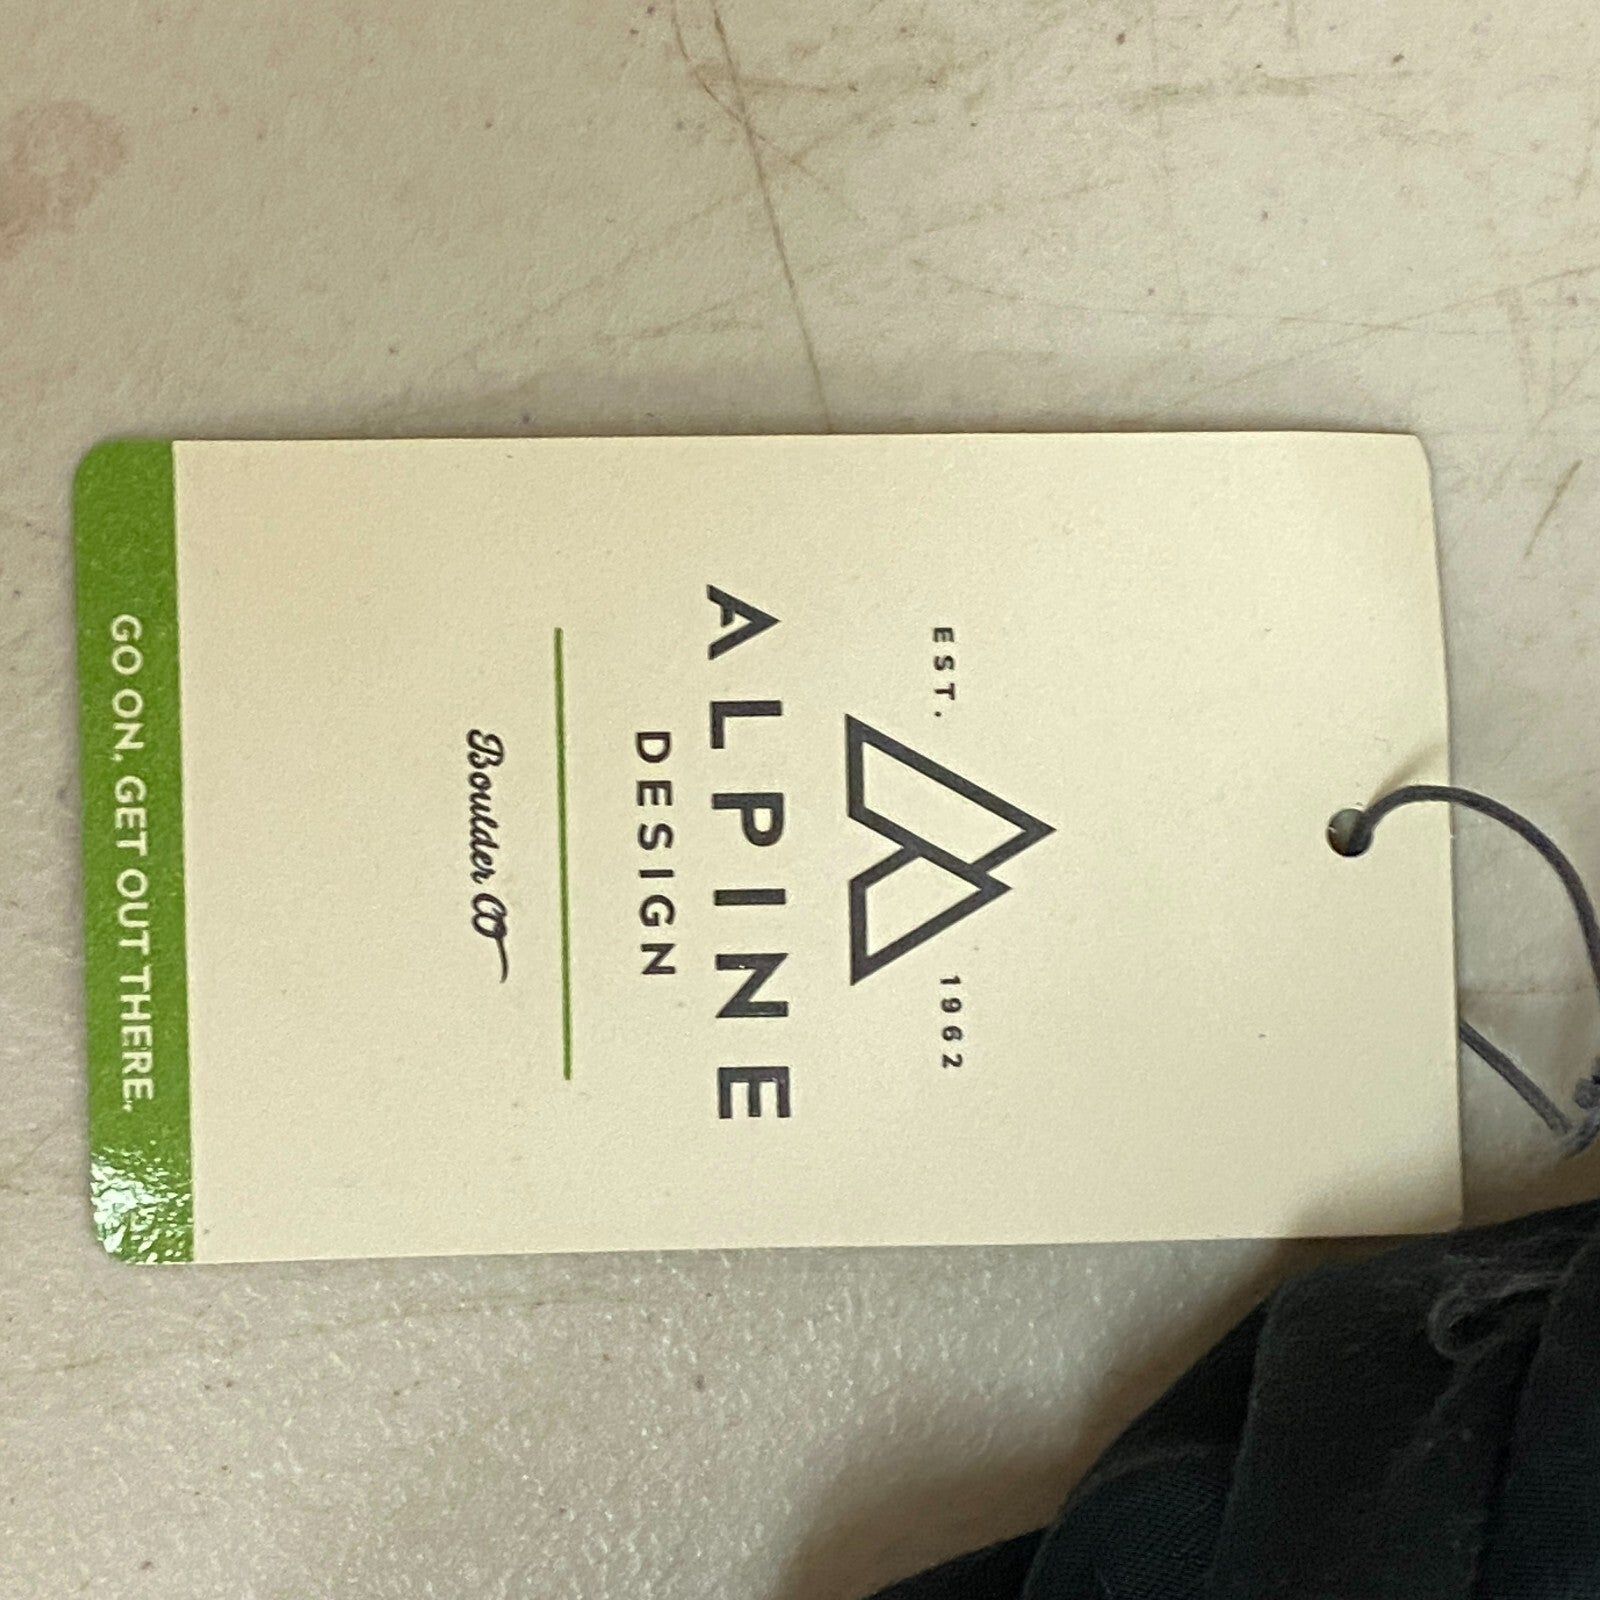 EST. 1962
ALPINE
DESIGN
Boulder CO
GO ON, GET OUT THERE.